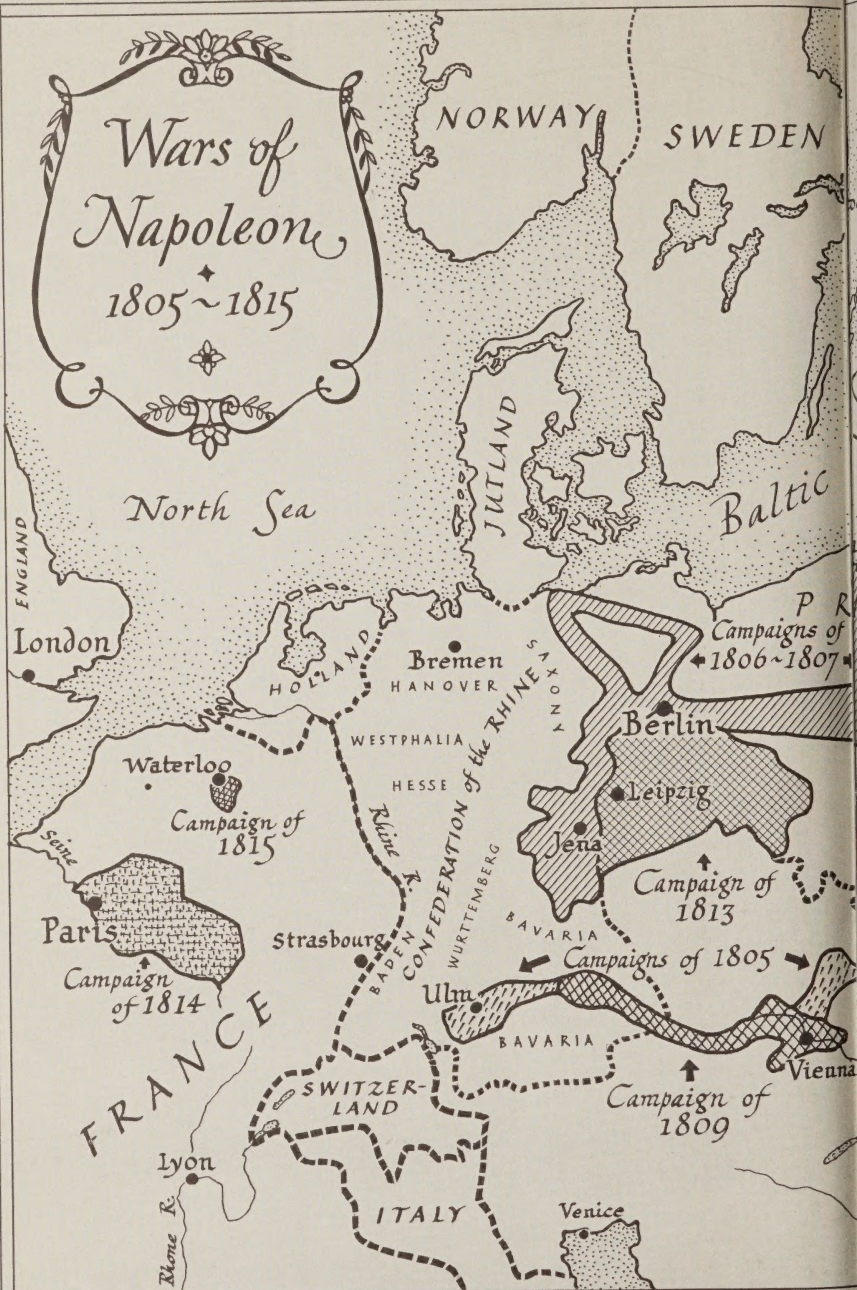 Wars of
Napoleon
1805~1815
NORWAY
SWEDEN
JUTLAND
North Sea
Baltic
ENGLAND
London
HOLLAND
Bremen
HANOVER
SAXONY
P R
Campaigns of
1806~1807
Berlin
WESTPHALIA
HESSE
CONFEDERATION of the RHINE
Waterloo
Campaign of
1815
Rhine R.
Leipzig
Jena
Seine
Campaign of
1813
Paris
Campaign
of 1814
Strasbourg
BADEN
WURTTEMBERG
BAVARIA
Campaigns of 1805
Ulm
BAVARIA
Vienna
Campaign of
1809
FRANCE
SWITZER-
LAND
Lyon
Rhone R.
ITALY
Venice